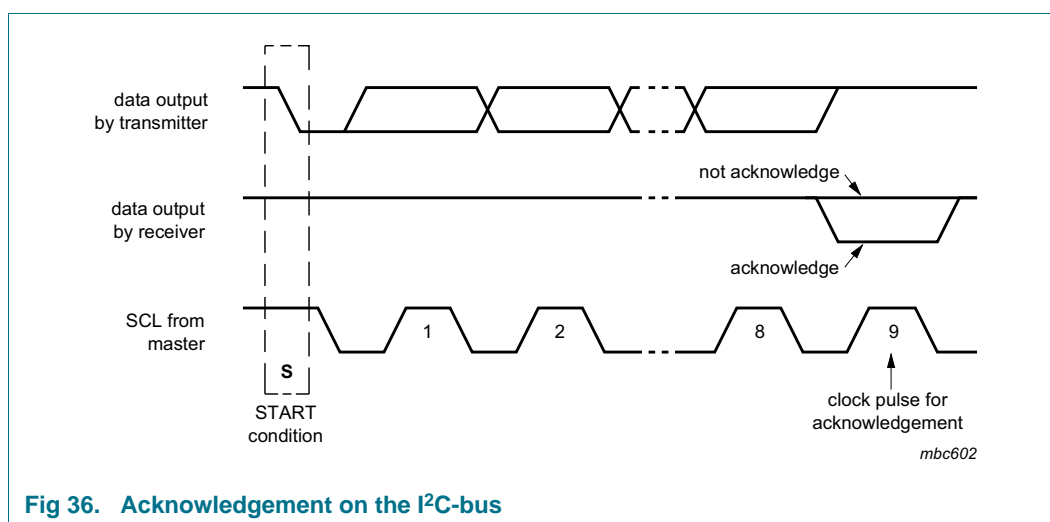 data output
by transmitter
not acknowledge
data output
by receiver
acknowledge
SCL from
master
1
2
8
9
S
START
condition
clock pulse for
acknowledgement
mbc602
Fig 36. Acknowledgement on the I²C-bus